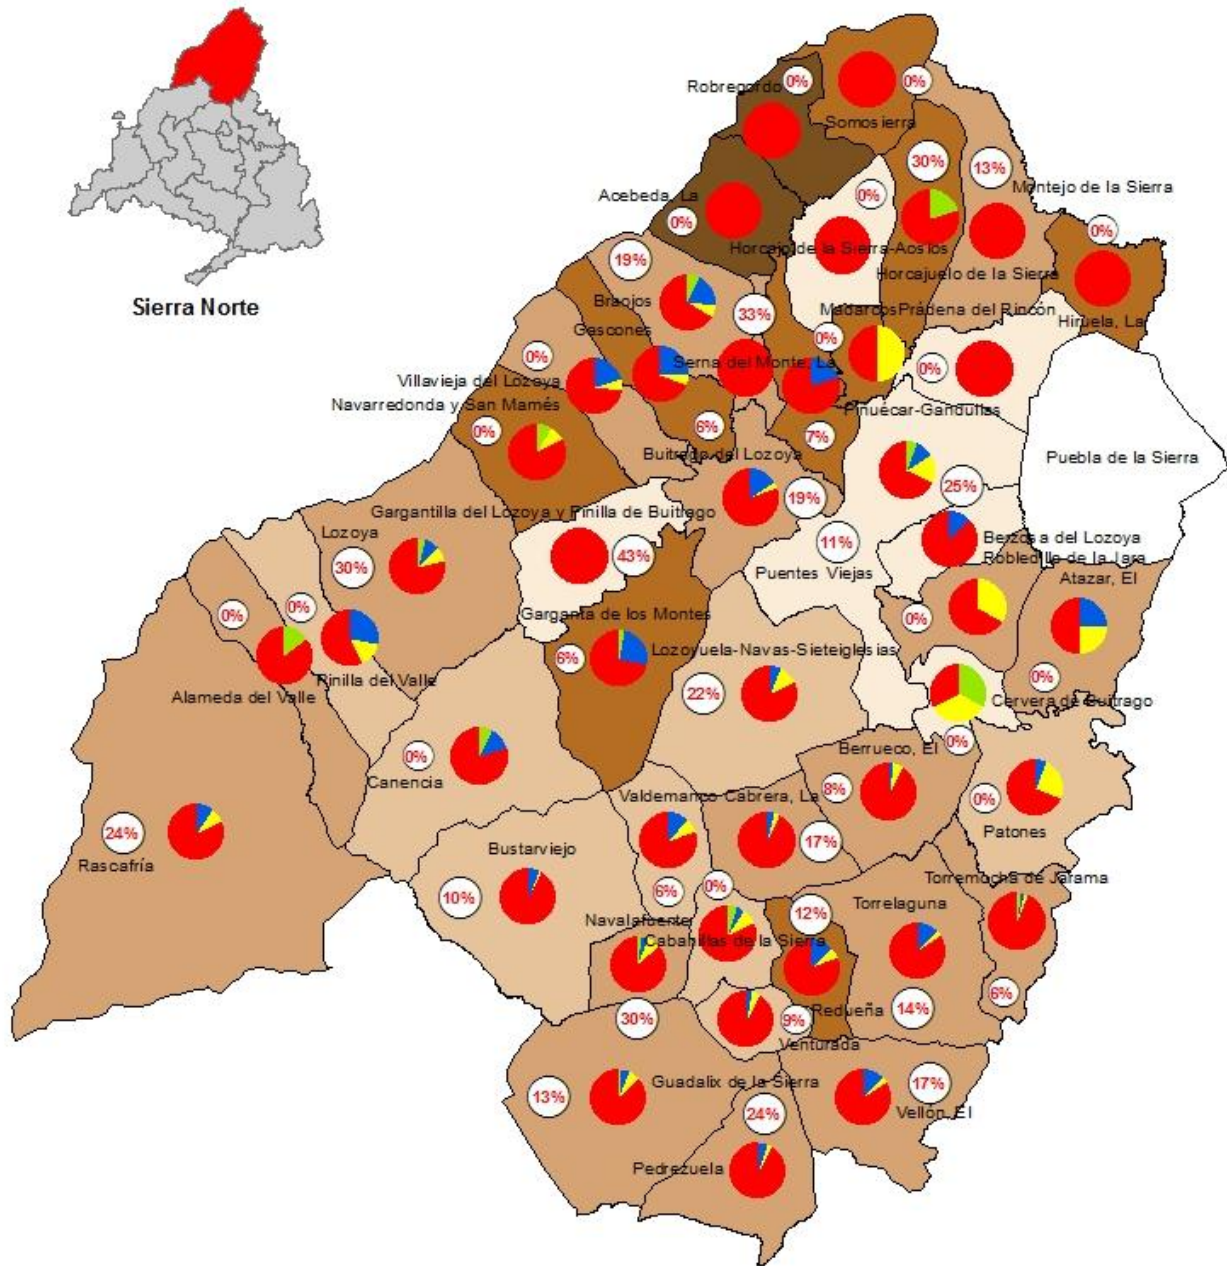 Sierra Norte
Robregordo
0%
Somosierra
0%
Acebeda, La
0%
0%
30%
13%
Montejo de la Sierra
0%
Horcajo de la Sierra-Aoslos
Horcajuelo de la Sierra
Hiruela, La
19%
Braojos
Gascones
33%
Madarcos
Prádena del Rincón
0%
0%
Serna del Monte, La
0%
Villavieja del Lozoya
Navarredonda y San Mamés
0%
6%
7%
Piñuécar-Gandullas
Buitrago del Lozoya
Puebla de la Sierra
25%
19%
Gargantilla del Lozoya y Pinilla de Buitrago
Lozoya
30%
43%
11%
Puentes Viejas
Berzosa del Lozoya
Robledillo de la Jara
Atazar, El
0%
0%
0%
Garganta de los Montes
6%
Lozoyuela-Navas-Sieteiglesias
Pinilla del Valle
Alameda del Valle
22%
0%
Cervera de Buitrago
0%
Canencia
0%
Berrueco, El
8%
Valdemanco
Cabrera, La
17%
0%
Patones
24%
Rascafría
Bustarviejo
10%
6%
0%
Torremocha de Jarama
Navalafuente
Cabanillas de la Sierra
12%
Torrelaguna
6%
Redueña
14%
30%
9%
Venturada
13%
Guadalix de la Sierra
17%
Vellón, El
24%
Pedrezuela